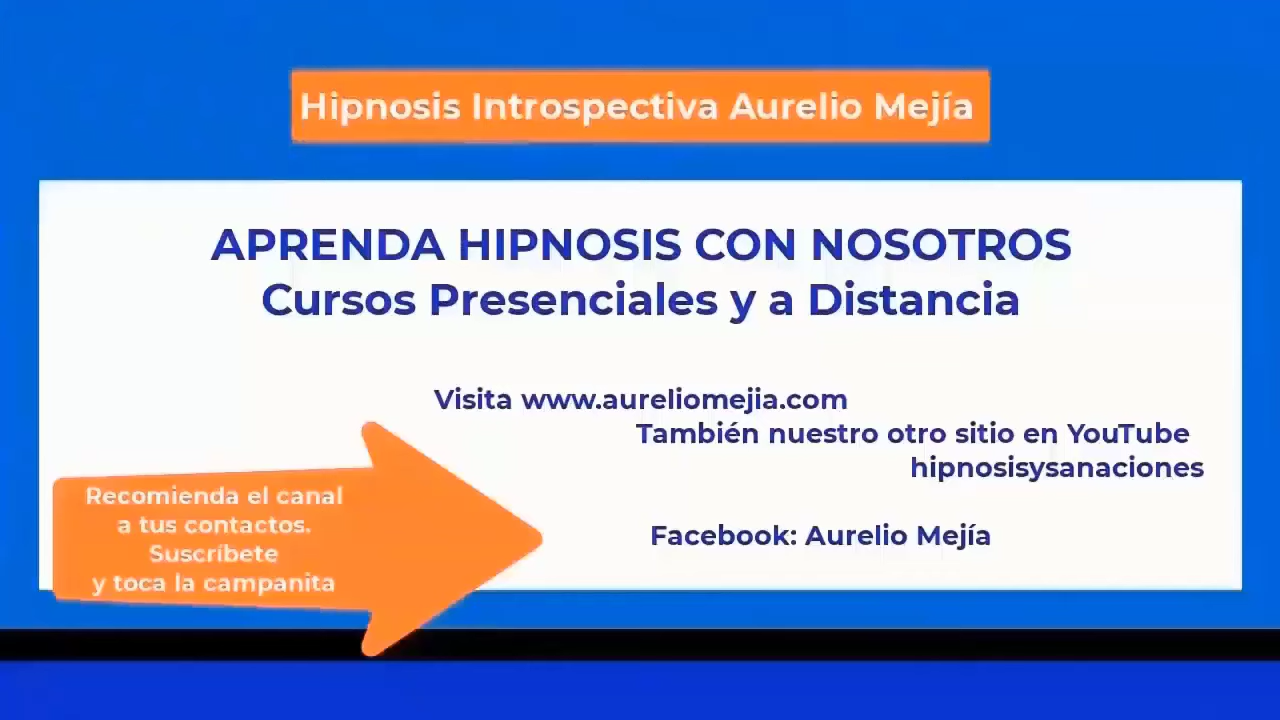 Hipnosis Introspectiva Aurelio Mejía
APRENDA HIPNOSIS CON NOSOTROS
Cursos Presenciales y a Distancia
Visita www.aureliomejia.com
También nuestro otro sitio en YouTube
hipnosisysanaciones
Facebook: Aurelio Mejía
Recomienda el canal
a tus contactos.
Suscríbete
y toca la campanita